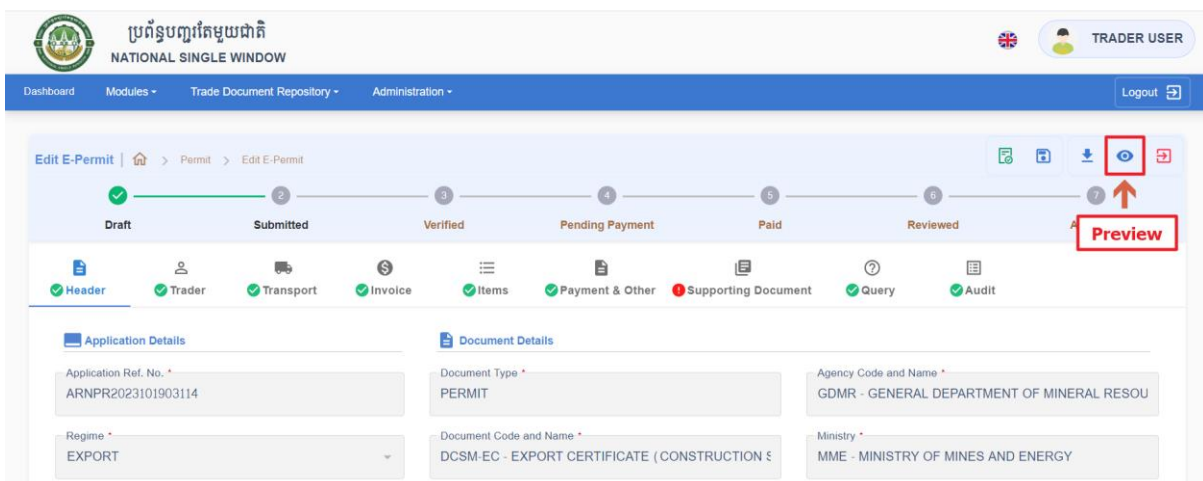 ប្រព័ន្ធបញ្ជរតែមួយជាតិ
NATIONAL SINGLE WINDOW
TRADER USER
Dashboard Modules Trade Document Repository Administration Logout
Edit E-Permit | > Permit > Edit E-Permit
2 3 4 5 6 7
Draft Submitted Verified Pending Payment Paid Reviewed A
Preview
Header Trader Transport Invoice Items Payment & Other Supporting Document Query Audit
Application Details Document Details
Application Ref. No. * Document Type * Agency Code and Name *
ARNPR2023101903114 PERMIT GDMR - GENERAL DEPARTMENT OF MINERAL RESOU
Regime * Document Code and Name * Ministry *
EXPORT DCSM-EC - EXPORT CERTIFICATE (CONSTRUCTION S MME - MINISTRY OF MINES AND ENERGY